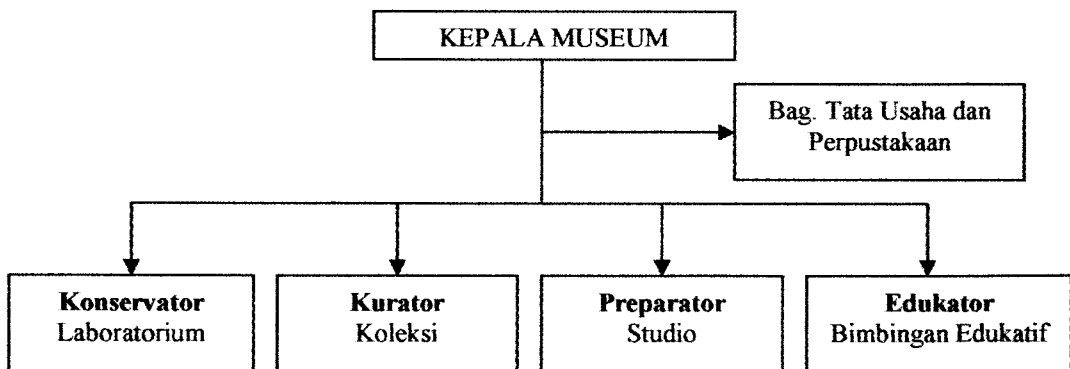 KEPALA MUSEUM
Bag. Tata Usaha dan
Perpustakaan
Konservator
Laboratorium
Kurator
Koleksi
Preparator
Studio
Edukator
Bimbingan Edukatif